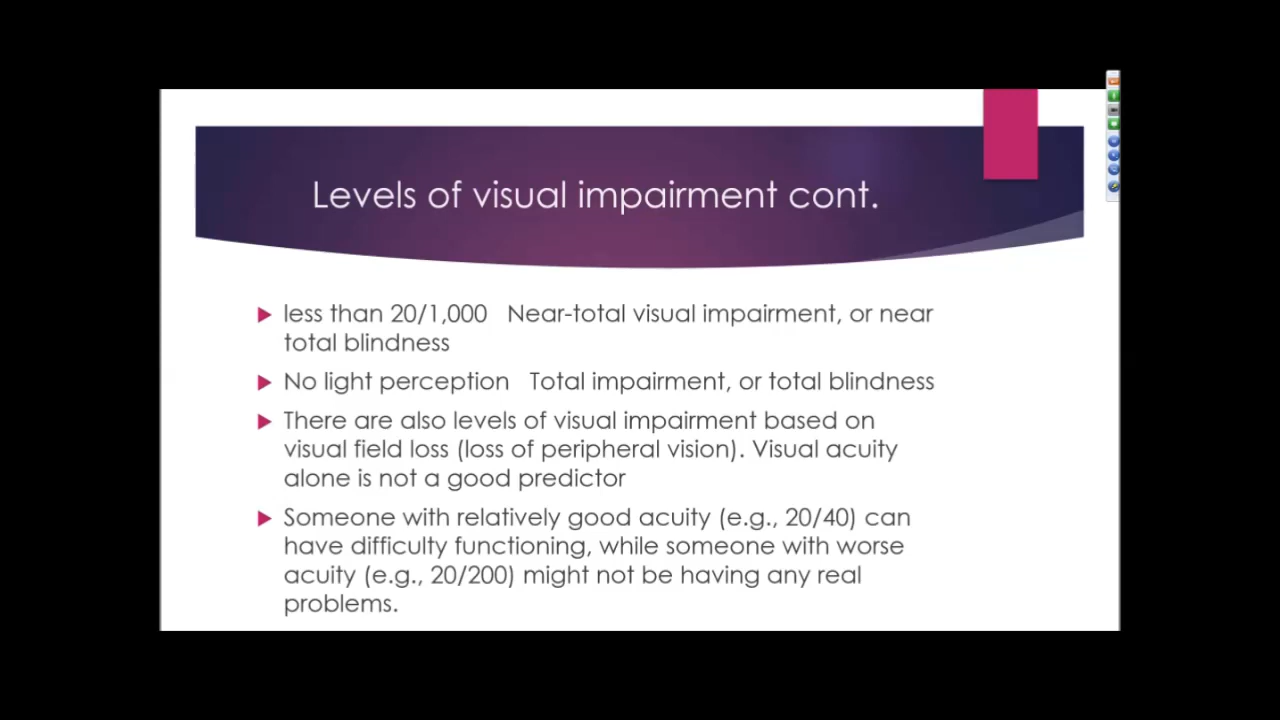 Levels of visual impairment cont.
less than 20/1,000   Near-total visual impairment, or near
total blindness
No light perception   Total impairment, or total blindness
There are also levels of visual impairment based on
visual field loss (loss of peripheral vision). Visual acuity
alone is not a good predictor
Someone with relatively good acuity (e.g., 20/40) can
have difficulty functioning, while someone with worse
acuity (e.g., 20/200) might not be having any real
problems.